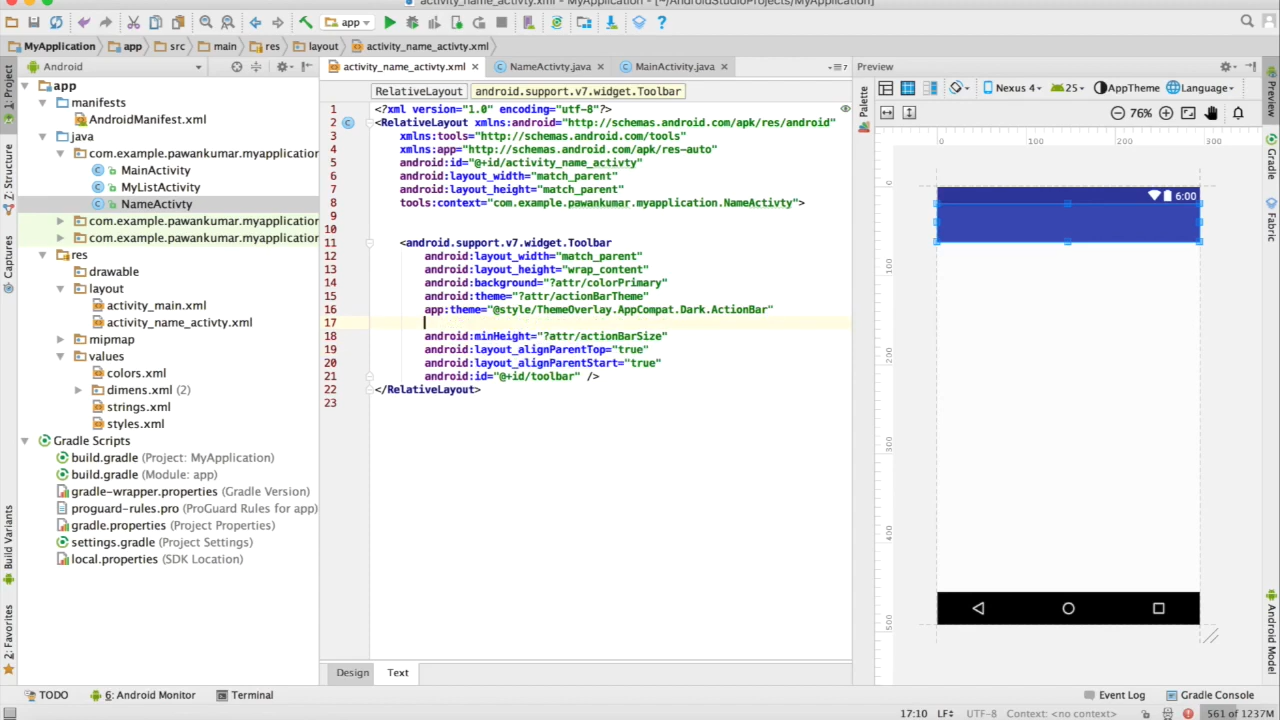 activity_name_activty.xml - MyApplication - [~/AndroidStudioProjects/MyApplication]
app
MyApplication app src main res layout activity_name_activty.xml
Android
activity_name_activty.xml NameActivty.java MainActivity.java
Preview
1: Project
Z: Structure
Captures
Build Variants
2: Favorites
app
manifests
AndroidManifest.xml
java
com.example.pawankumar.myapplication
MainActivity
MyListActivity
NameActivty
com.example.pawankumar.myapplication
com.example.pawankumar.myapplication
res
drawable
layout
activity_main.xml
activity_name_activty.xml
mipmap
values
colors.xml
dimens.xml (2)
strings.xml
styles.xml
Gradle Scripts
build.gradle (Project: MyApplication)
build.gradle (Module: app)
gradle-wrapper.properties (Gradle Version)
proguard-rules.pro (ProGuard Rules for app)
gradle.properties (Project Properties)
settings.gradle (Project Settings)
local.properties (SDK Location)
RelativeLayout android.support.v7.widget.Toolbar
1 <?xml version="1.0" encoding="utf-8"?>
2 <RelativeLayout xmlns:android="http://schemas.android.com/apk/res/android"
3 xmlns:tools="http://schemas.android.com/tools"
4 xmlns:app="http://schemas.android.com/apk/res-auto"
5 android:id="@+id/activity_name_activty"
6 android:layout_width="match_parent"
7 android:layout_height="match_parent"
8 tools:context="com.example.pawankumar.myapplication.NameActivty">
9
10
11 <android.support.v7.widget.Toolbar
12 android:layout_width="match_parent"
13 android:layout_height="wrap_content"
14 android:background="?attr/colorPrimary"
15 android:theme="?attr/actionBarTheme"
16 app:theme="@style/ThemeOverlay.AppCompat.Dark.ActionBar"
17
18 android:minHeight="?attr/actionBarSize"
19 android:layout_alignParentTop="true"
20 android:layout_alignParentStart="true"
21 android:id="@+id/toolbar" />
22 </RelativeLayout>
23
Design Text
Palette
Nexus 4 25 AppTheme Language
76%
0 100 200 300
0
100
200
300
400
500
6:00
Preview
Gradle
Fabric
Android Model
TODO 6: Android Monitor Terminal Event Log Gradle Console
17:10 LF UTF-8 Context: <no context> 561 of 1237M